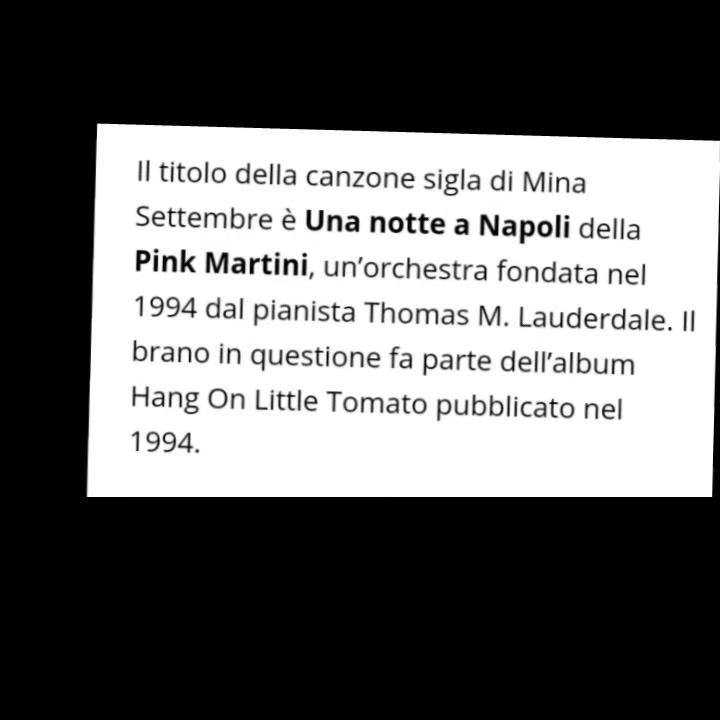 Il titolo della canzone sigla di Mina
Settembre è Una notte a Napoli della
Pink Martini, un’orchestra fondata nel
1994 dal pianista Thomas M. Lauderdale. Il
brano in questione fa parte dell’album
Hang On Little Tomato pubblicato nel
1994.